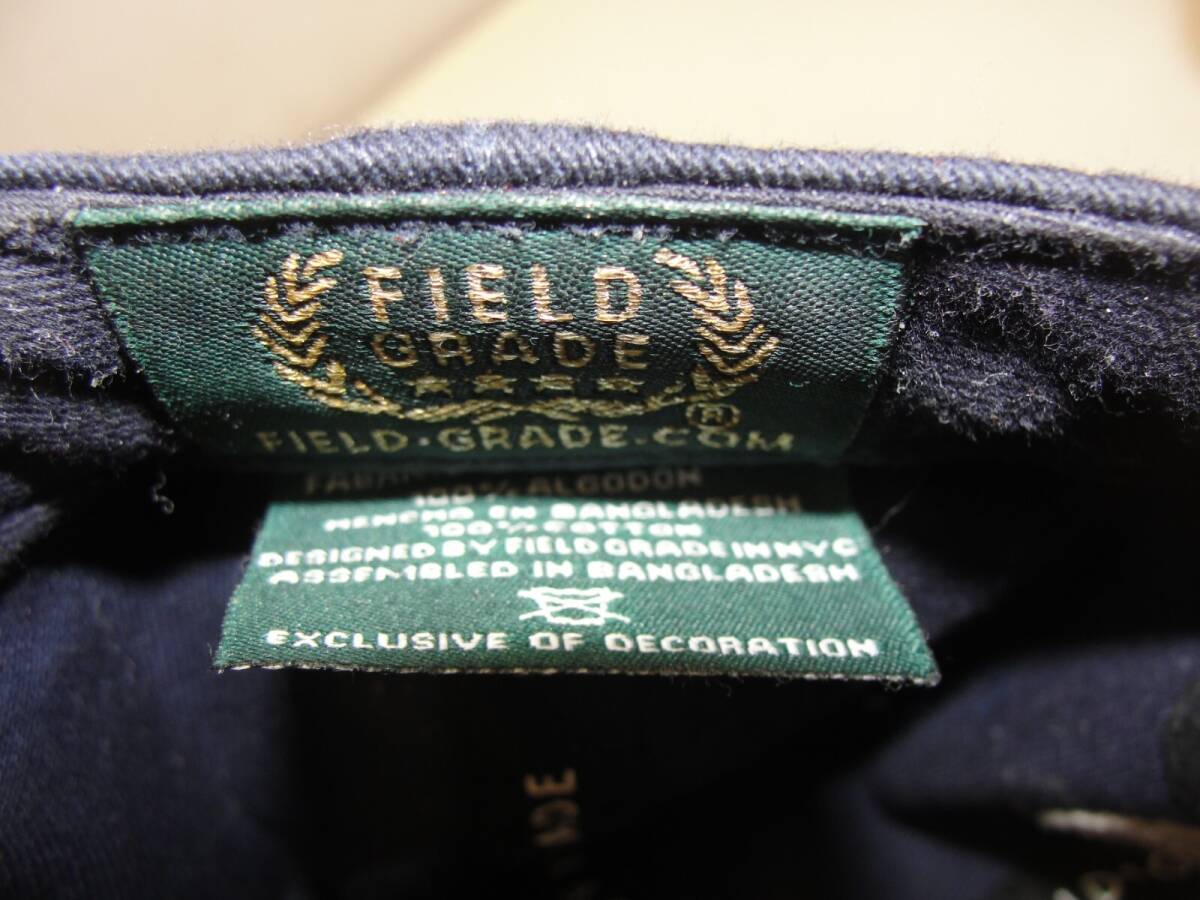 FIELD
GRADE
®
FIELD-GRADE.COM
100% ALGODON
HENCHO EN BANGLADESH
100% COTTON
DESIGNED BY FIELD GRADE IN NYC
ASSEMBLED IN BANGLADESH
EXCLUSIVE OF DECORATION